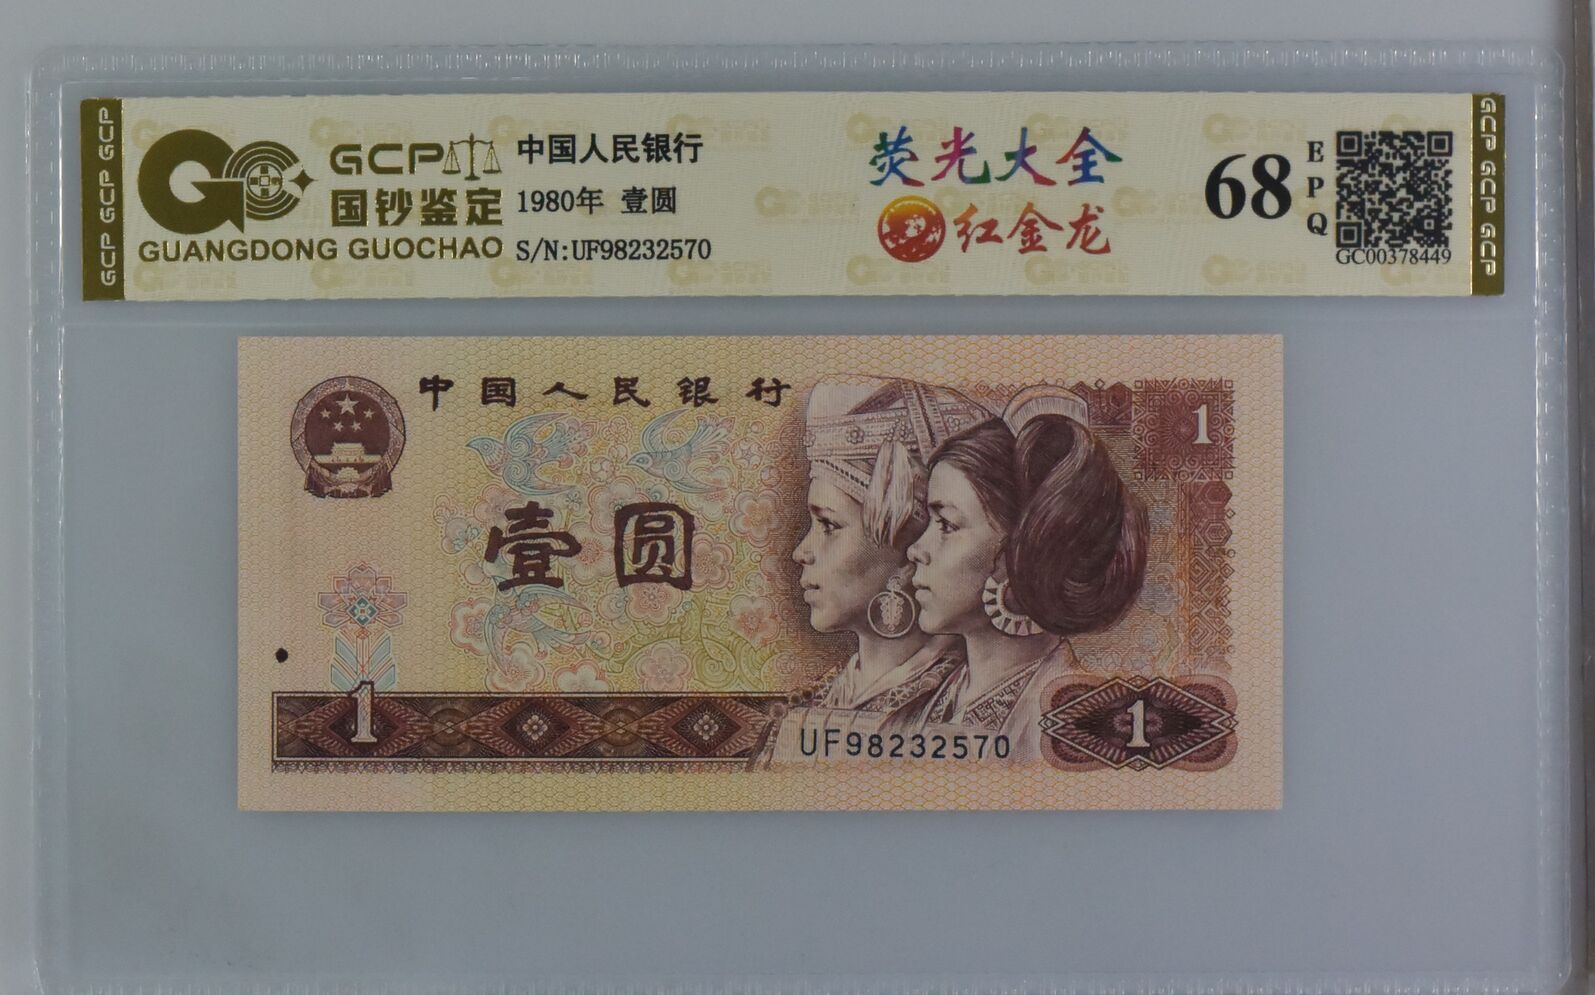 GCP GCP GCP
GCP
国钞鉴定
GUANGDONG GUOCHAO
中国人民银行
1980年 壹圆
S/N:UF98232570
荧光大全
红金龙
68
EPQ
GC00378449
GCP GCP GCP
中国人民银行
1
壹圆
1
UF98232570
1